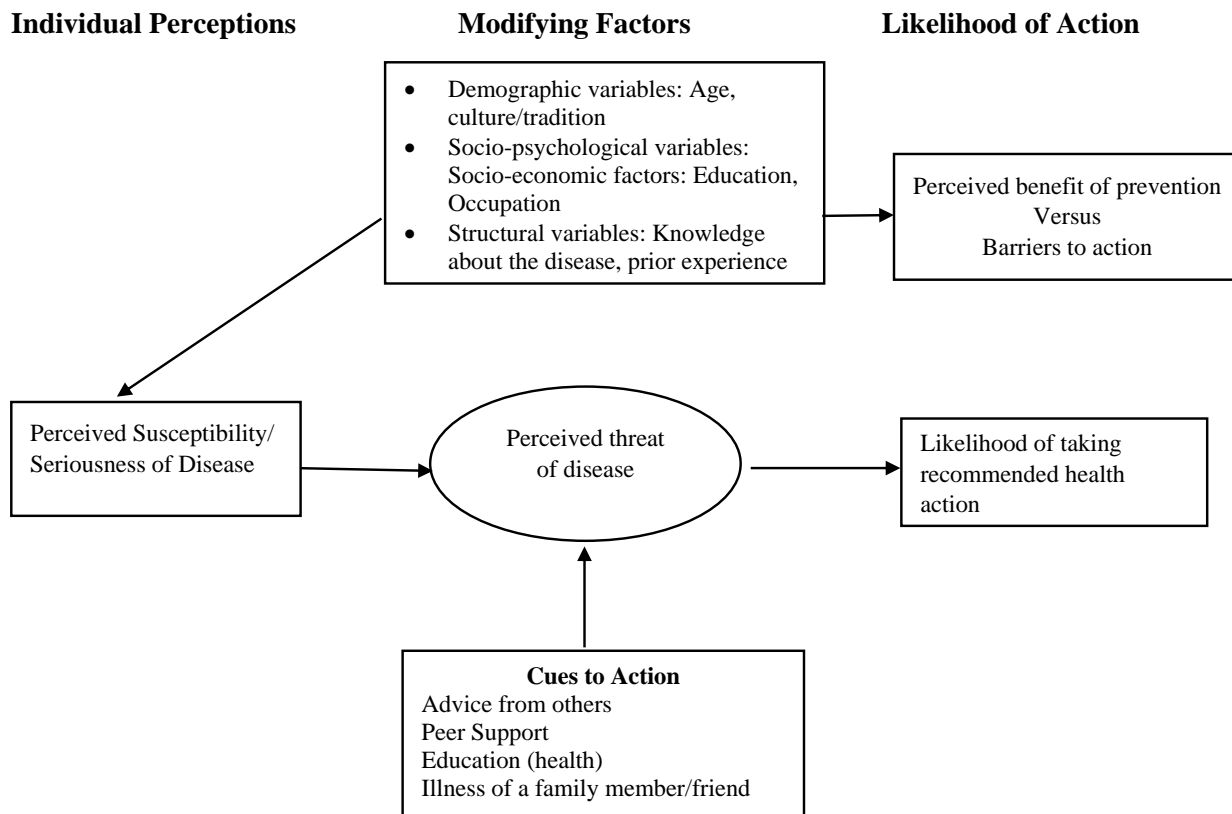 Individual Perceptions
Modifying Factors
Likelihood of Action
• Demographic variables: Age,
culture/tradition
• Socio-psychological variables:
Socio-economic factors: Education,
Occupation
• Structural variables: Knowledge
about the disease, prior experience
Perceived benefit of prevention
Versus
Barriers to action
Perceived Susceptibility/
Seriousness of Disease
Perceived threat
of disease
Likelihood of taking
recommended health
action
Cues to Action
Advice from others
Peer Support
Education (health)
Illness of a family member/friend